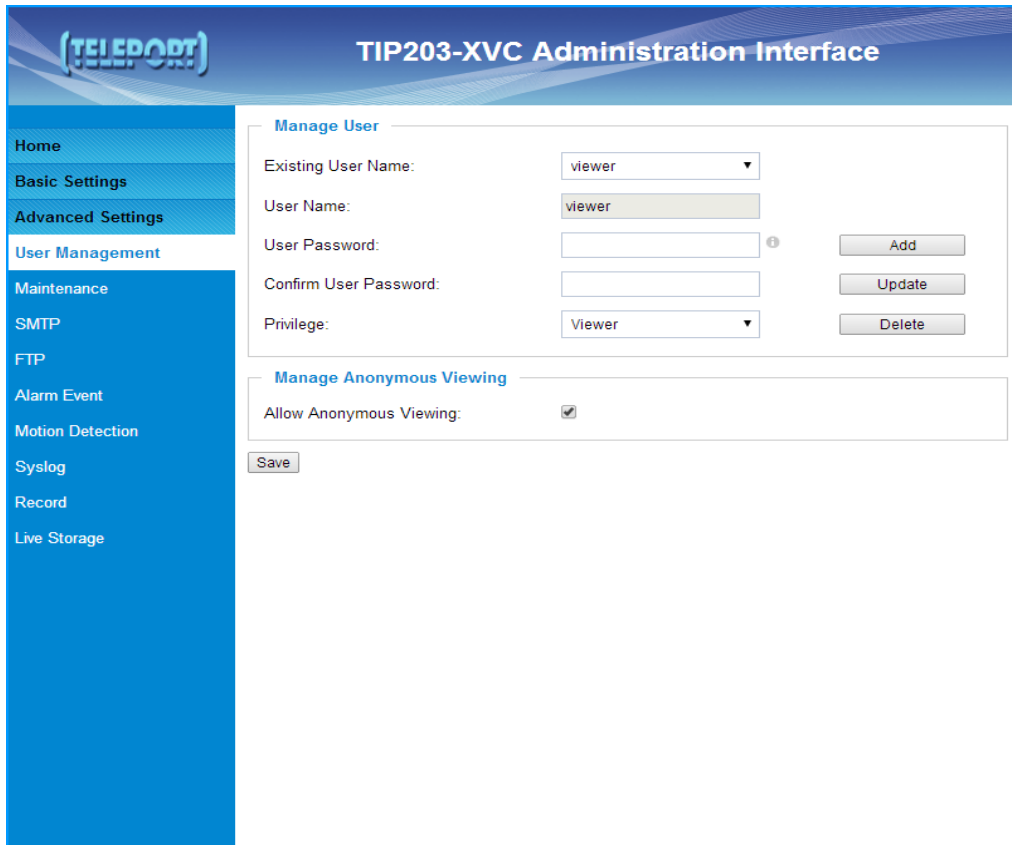 (TELEPORT)
TIP203-XVC Administration Interface
Home
Basic Settings
Advanced Settings
User Management
Maintenance
SMTP
FTP
Alarm Event
Motion Detection
Syslog
Record
Live Storage
Manage User
Existing User Name: viewer
User Name: viewer
User Password: Add
Confirm User Password: Update
Privilege: Viewer Delete
Manage Anonymous Viewing
Allow Anonymous Viewing:
Save